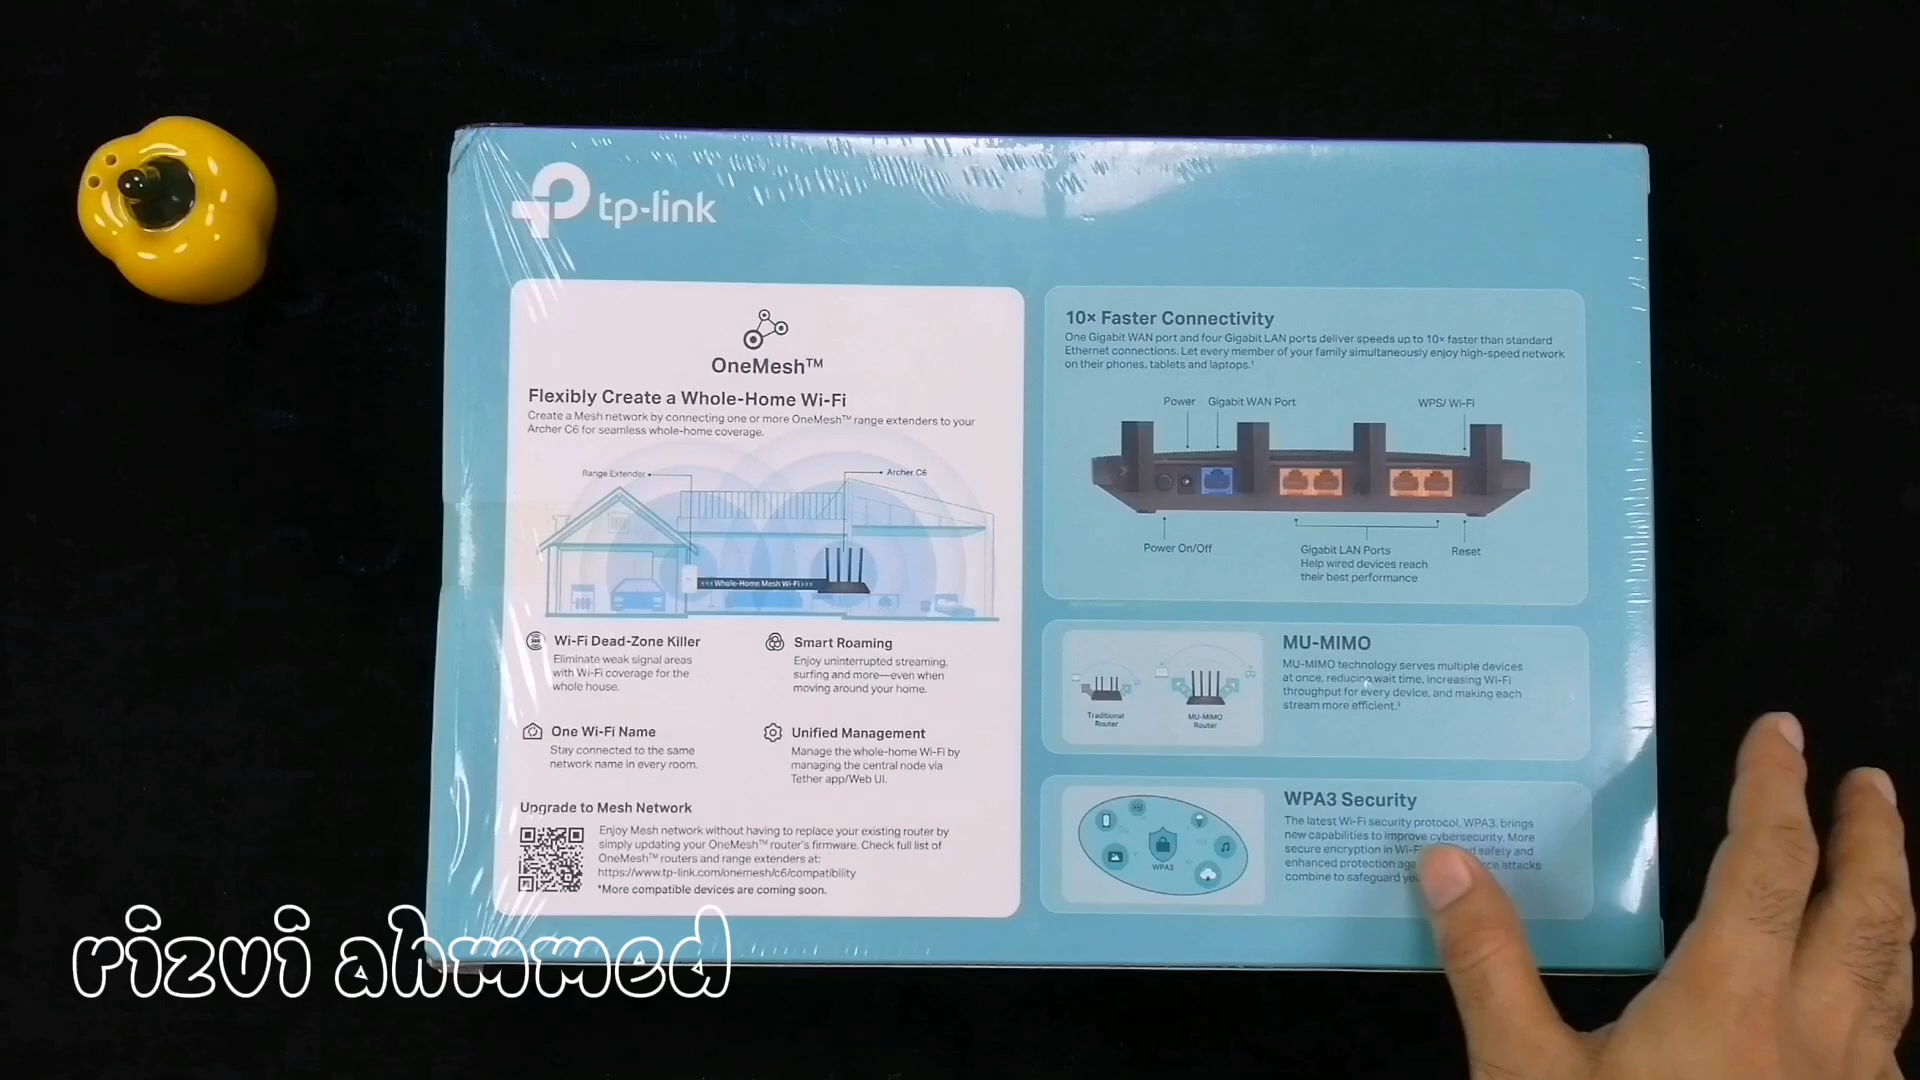 tp-link
OneMesh™
Flexibly Create a Whole-Home Wi-Fi
Create a Mesh network by connecting one or more OneMesh™ range extenders to your
Archer C6 for seamless whole-home coverage.
Range Extender
Archer C6
Whole-Home Mesh Wi-Fi
Wi-Fi Dead-Zone Killer
Eliminate weak signal areas
with Wi-Fi coverage for the
whole house.
Smart Roaming
Enjoy uninterrupted streaming,
surfing and more—even when
moving around your home.
One Wi-Fi Name
Stay connected to the same
network name in every room.
Unified Management
Manage the whole-home Wi-Fi by
managing the central node via
Tether app/Web UI.
Upgrade to Mesh Network
Enjoy Mesh network without having to replace your existing router by
simply updating your OneMesh™ router's firmware. Check full list of
OneMesh™ routers and range extenders at:
https://www.tp-link.com/onemesh/c6/compatibility
*More compatible devices are coming soon.
10× Faster Connectivity
One Gigabit WAN port and four Gigabit LAN ports deliver speeds up to 10× faster than standard
Ethernet connections. Let every member of your family simultaneously enjoy high-speed network
on their phones, tablets and laptops.¹
Power
Gigabit WAN Port
WPS/ Wi-Fi
Power On/Off
Gigabit LAN Ports
Help wired devices reach
their best performance
Reset
MU-MIMO
MU-MIMO technology serves multiple devices
at once, reducing wait time, increasing Wi-Fi
throughput for every device, and making each
stream more efficient.
Traditional
Router
MU-MIMO
Router
WPA3 Security
The latest Wi-Fi security protocol, WPA3, brings
new capabilities to improve cybersecurity. More
secure encryption in safety and
enhanced protection attacks
combine to safeguard
WPA3
rizvi ahmmed